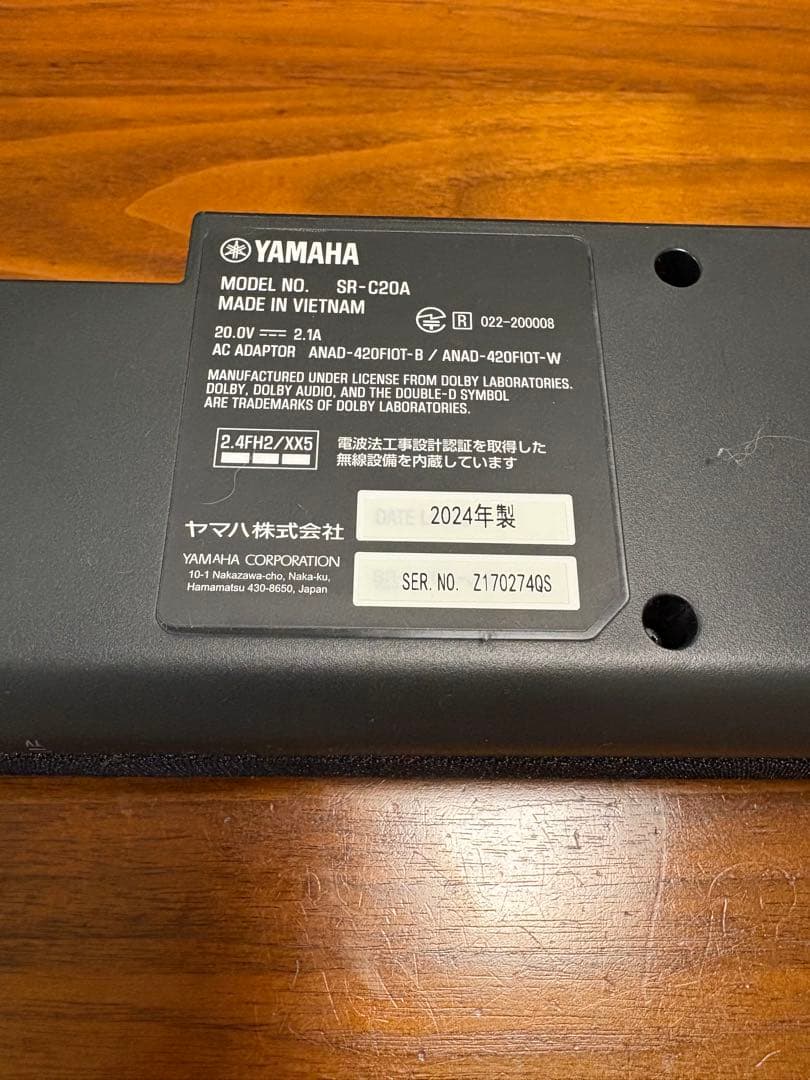 YAMAHA
MODEL NO. SR-C20A
MADE IN VIETNAM
R 022-200008
20.0V 2.1A
AC ADAPTOR ANAD-420FIOT-B / ANAD-420FIOT-W
MANUFACTURED UNDER LICENSE FROM DOLBY LABORATORIES.
DOLBY, DOLBY AUDIO, AND THE DOUBLE-D SYMBOL
ARE TRADEMARKS OF DOLBY LABORATORIES.
2.4FH2/XX5
電波法工事設計認証を取得した
無線設備を内蔵しています
2024年製
ヤマハ株式会社
YAMAHA CORPORATION
10-1 Nakazawa-cho, Naka-ku,
Hamamatsu 430-8650, Japan
SER. NO. Z170274QS